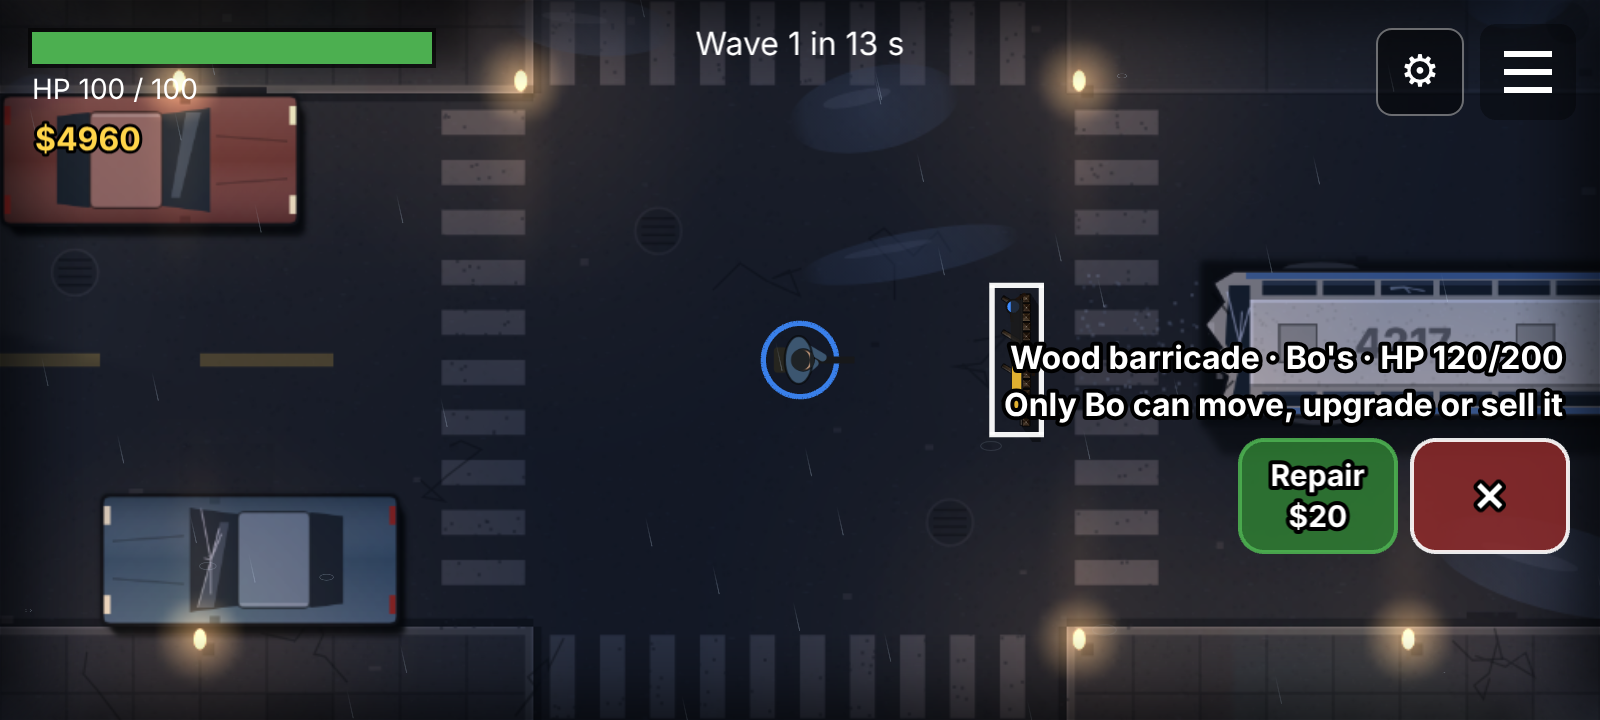 Wave 1 in 13 s
HP 100 / 100
$4960
4217
Wood barricade · Bo's · HP 120/200
Only Bo can move, upgrade or sell it
Repair
$20
×